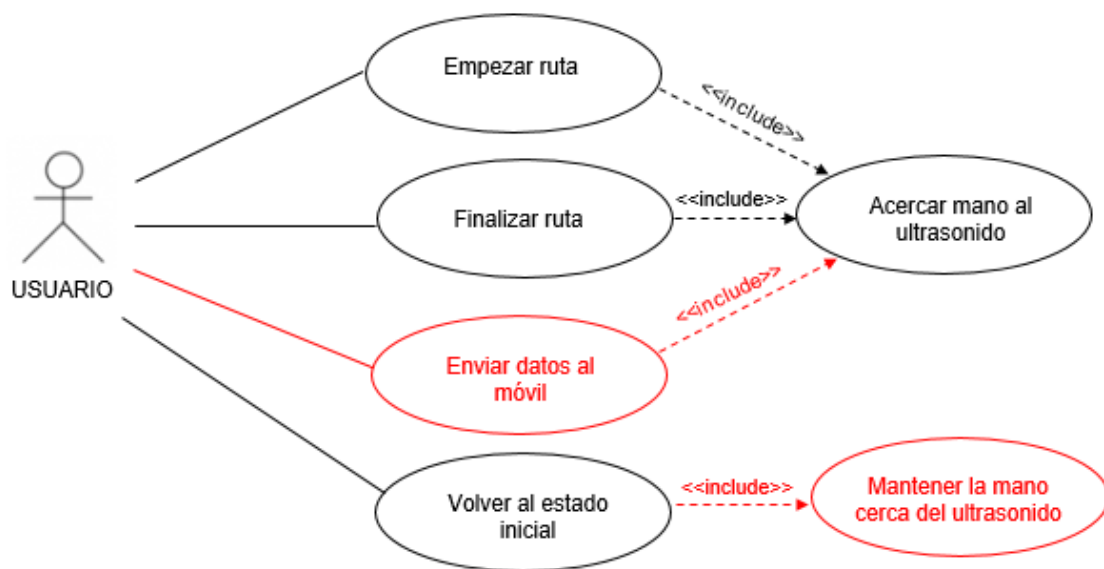 Empezar ruta
<<include>>
Finalizar ruta
<<include>>
Acercar mano al
ultrasonido
USUARIO
<<include>>
Enviar datos al
móvil
Volver al estado
inicial
<<include>>
Mantener la mano
cerca del ultrasonido